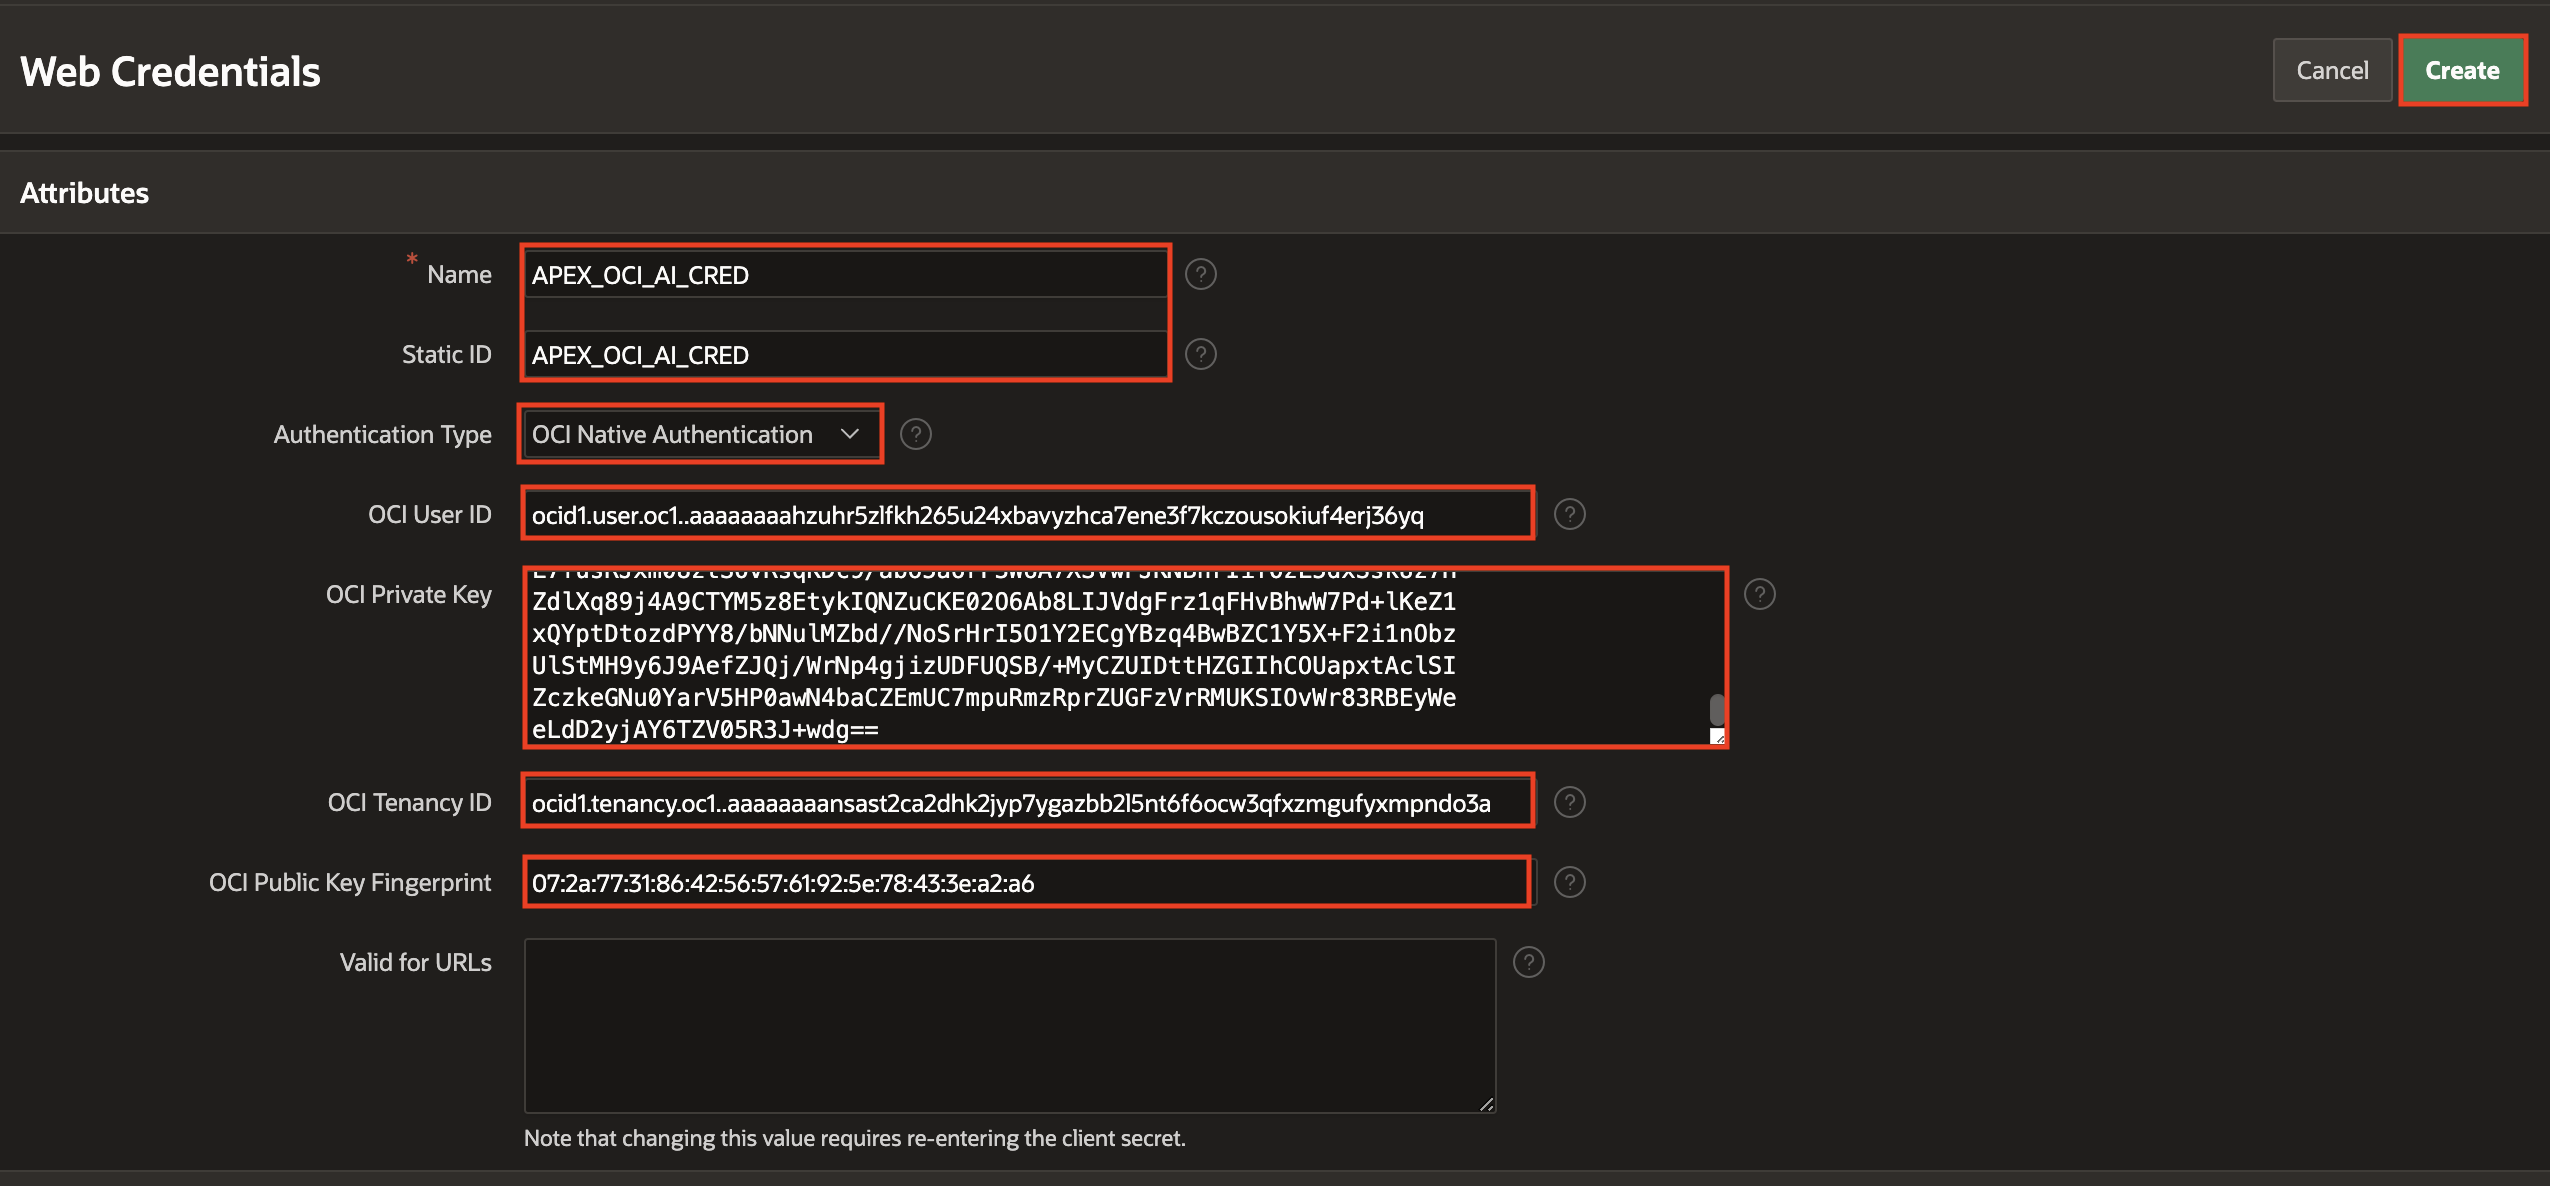 Web Credentials
Cancel
Create
Attributes
* Name
APEX_OCI_AI_CRED
?
Static ID
APEX_OCI_AI_CRED
?
Authentication Type
OCI Native Authentication
?
OCI User ID
ocid1.user.oc1..aaaaaaaahzuhr5zlfkh265u24xbavyzhca7ene3f7kczousokiuf4erj36yq
?
OCI Private Key
ZdlXq89j4A9CTYM5z8EtykIQNZuCKE02O6Ab8LIJVdgFrz1qFHvBhwW7Pd+lKeZ1
xQYptDtozdPYY8/bNNulMZbd//NoSrHrI5O1Y2ECgYBzq4BwBZC1Y5X+F2i1nObz
UlStMH9y6J9AefZJQj/WrNp4gjizUDFUQSB/+MyCZUIDttHZGIIhCOUapxtAclSI
ZczkeGNu0YarV5HP0awN4baCZEmUC7mpuRmzRprZUGFzVrRMUKSIOvWr83RBEyWe
eLdD2yjAY6TZV05R3J+wdg==
?
OCI Tenancy ID
ocid1.tenancy.oc1..aaaaaaaansast2ca2dhk2jyp7ygazbb2l5nt6f6ocw3qfxzmgufyxmpndo3a
?
OCI Public Key Fingerprint
07:2a:77:31:86:42:56:57:61:92:5e:78:43:3e:a2:a6
?
Valid for URLs
?
Note that changing this value requires re-entering the client secret.